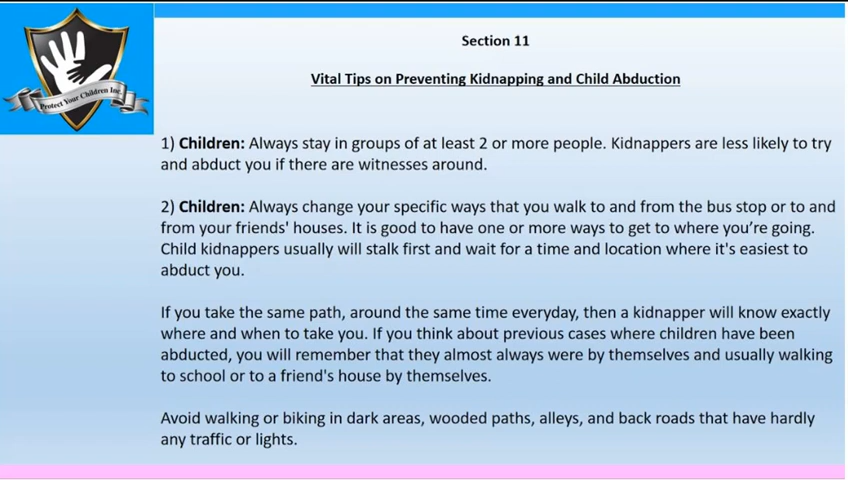 Protect Your Children Inc.
Section 11
Vital Tips on Preventing Kidnapping and Child Abduction
1) Children: Always stay in groups of at least 2 or more people. Kidnappers are less likely to try
and abduct you if there are witnesses around.
2) Children: Always change your specific ways that you walk to and from the bus stop or to and
from your friends' houses. It is good to have one or more ways to get to where you’re going.
Child kidnappers usually will stalk first and wait for a time and location where it's easiest to
abduct you.
If you take the same path, around the same time everyday, then a kidnapper will know exactly
where and when to take you. If you think about previous cases where children have been
abducted, you will remember that they almost always were by themselves and usually walking
to school or to a friend's house by themselves.
Avoid walking or biking in dark areas, wooded paths, alleys, and back roads that have hardly
any traffic or lights.